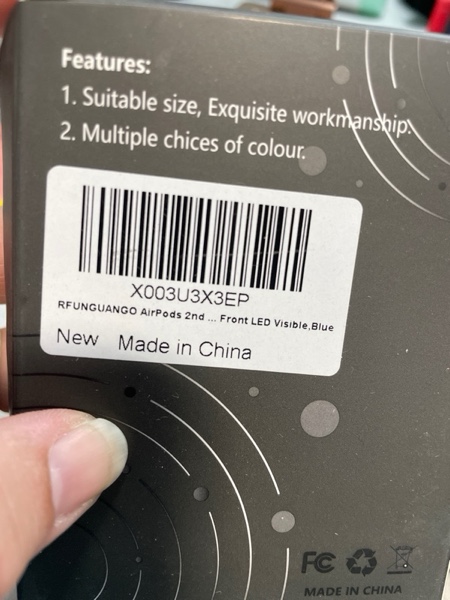 Features:
1. Suitable size, Exquisite workmanship.
2. Multiple chices of colour.
X003U3X3EP
RFUNGUANGO AirPods 2nd ... Front LED Visible,Blue
New Made in China
FC
MADE IN CHINA